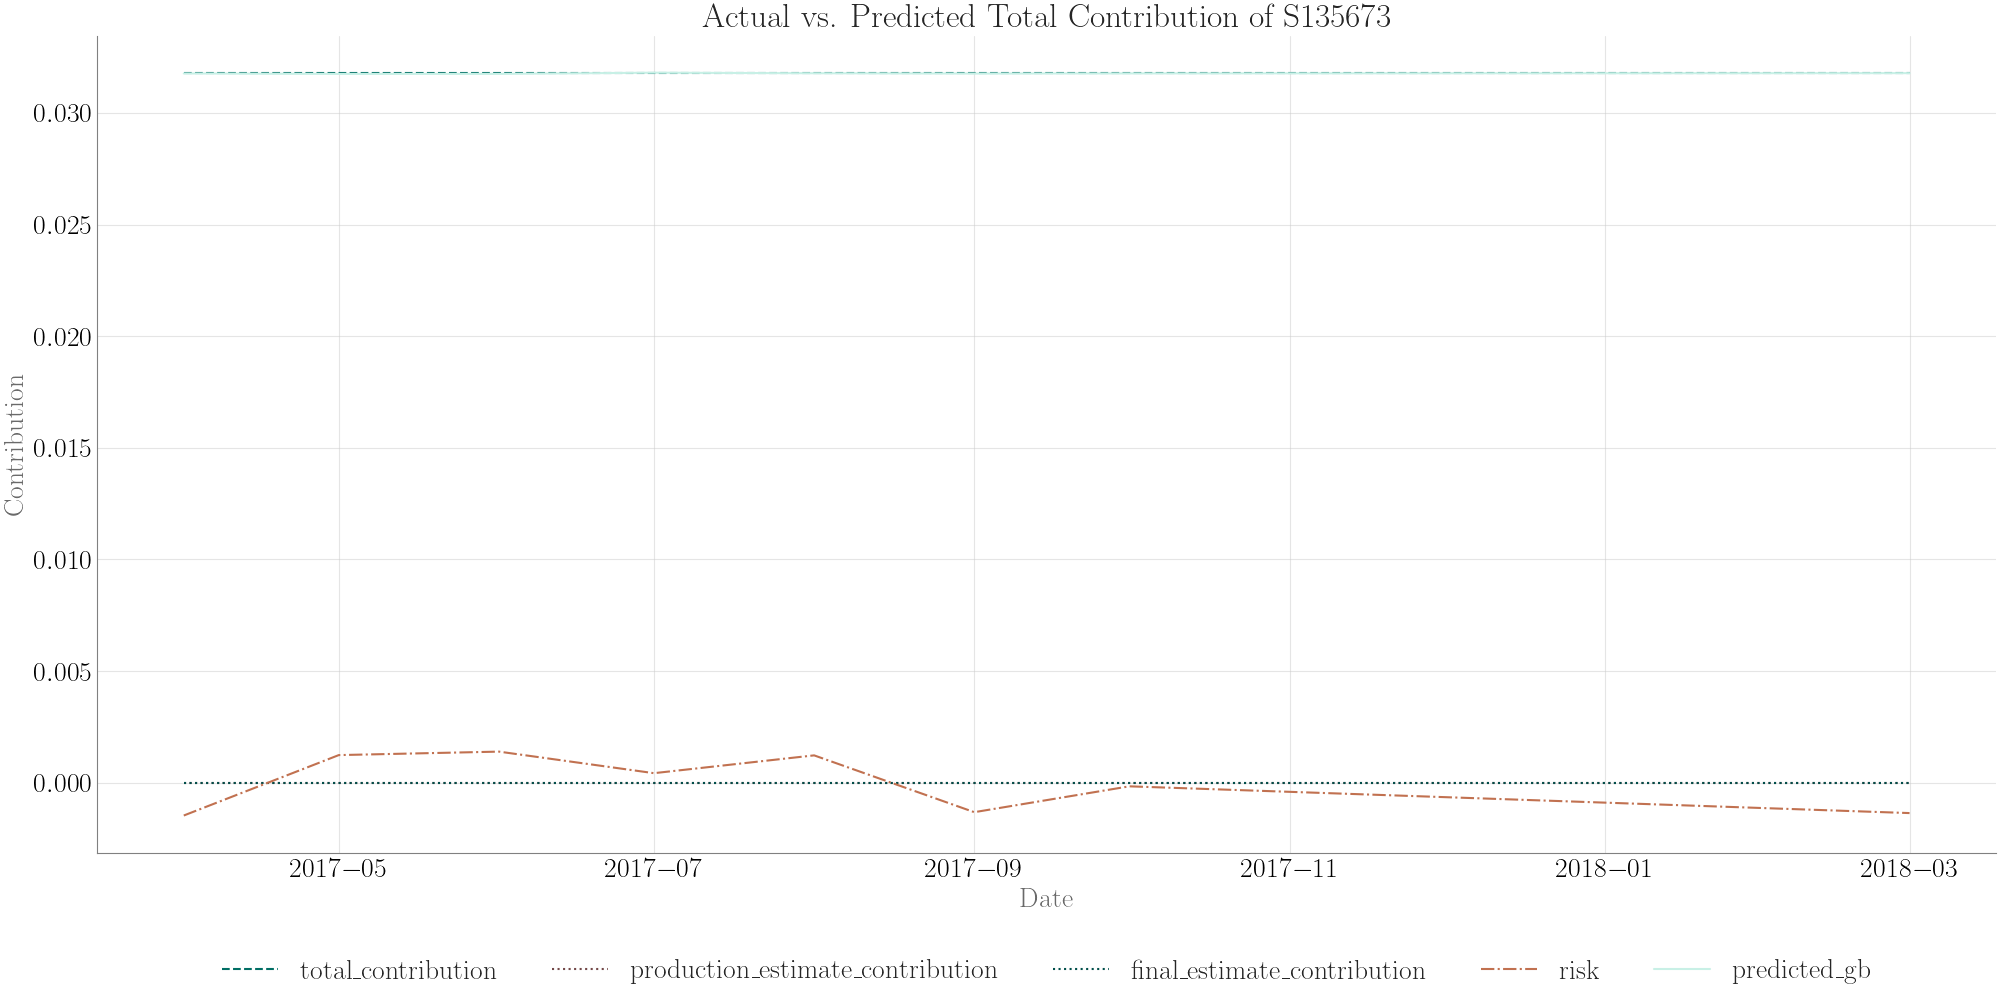 Actual vs. Predicted Total Contribution of S135673
0.030
0.025
0.020
0.015
0.010
0.005
0.000
Contribution
2017−05 2017−07 2017−09 2017−11 2018−01 2018−03
Date
total_contribution production_estimate_contribution final_estimate_contribution risk predicted_gb